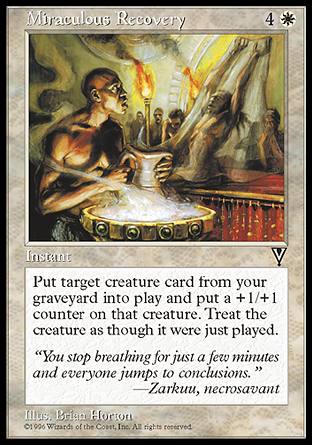 Miraculous Recovery 4
Instant
Put target creature card from your
graveyard into play and put a +1/+1
counter on that creature. Treat the
creature as though it were just played.
“You stop breathing for just a few minutes
and everyone jumps to conclusions.”
—Zarkuu, necrosavant
Illus. Brian Horton
©1996 Wizards of the Coast, Inc. All rights reserved.